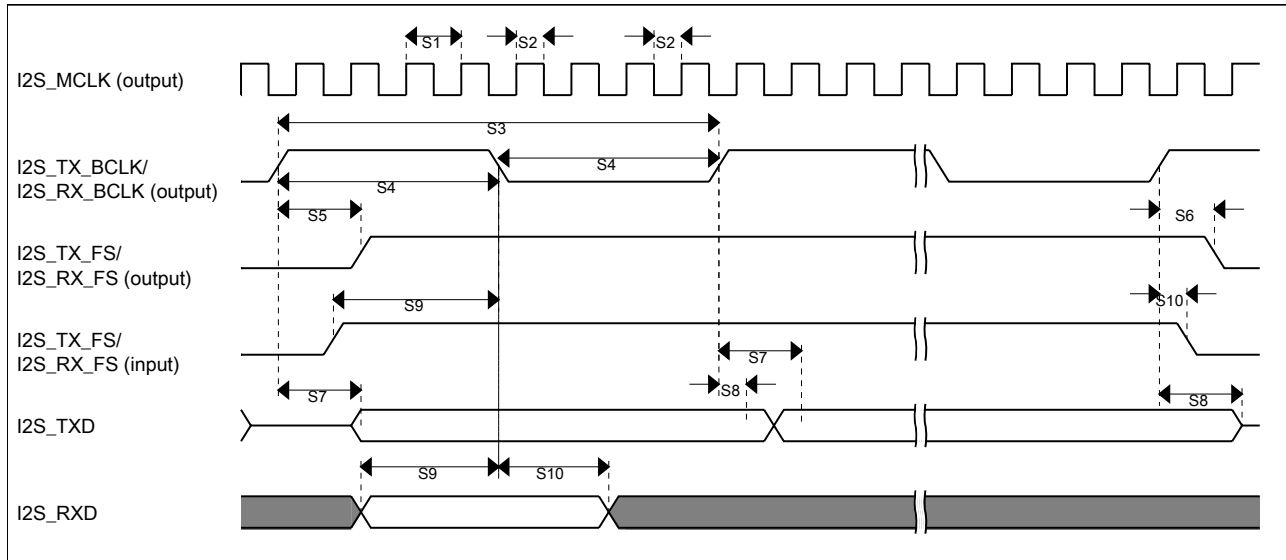 S1
S2
S2
I2S_MCLK (output)
S3
I2S_TX_BCLK/
I2S_RX_BCLK (output)
S4
S4
S5
S6
I2S_TX_FS/
I2S_RX_FS (output)
S9
S10
I2S_TX_FS/
I2S_RX_FS (input)
S7
S7
S8
S8
I2S_TXD
S9
S10
I2S_RXD